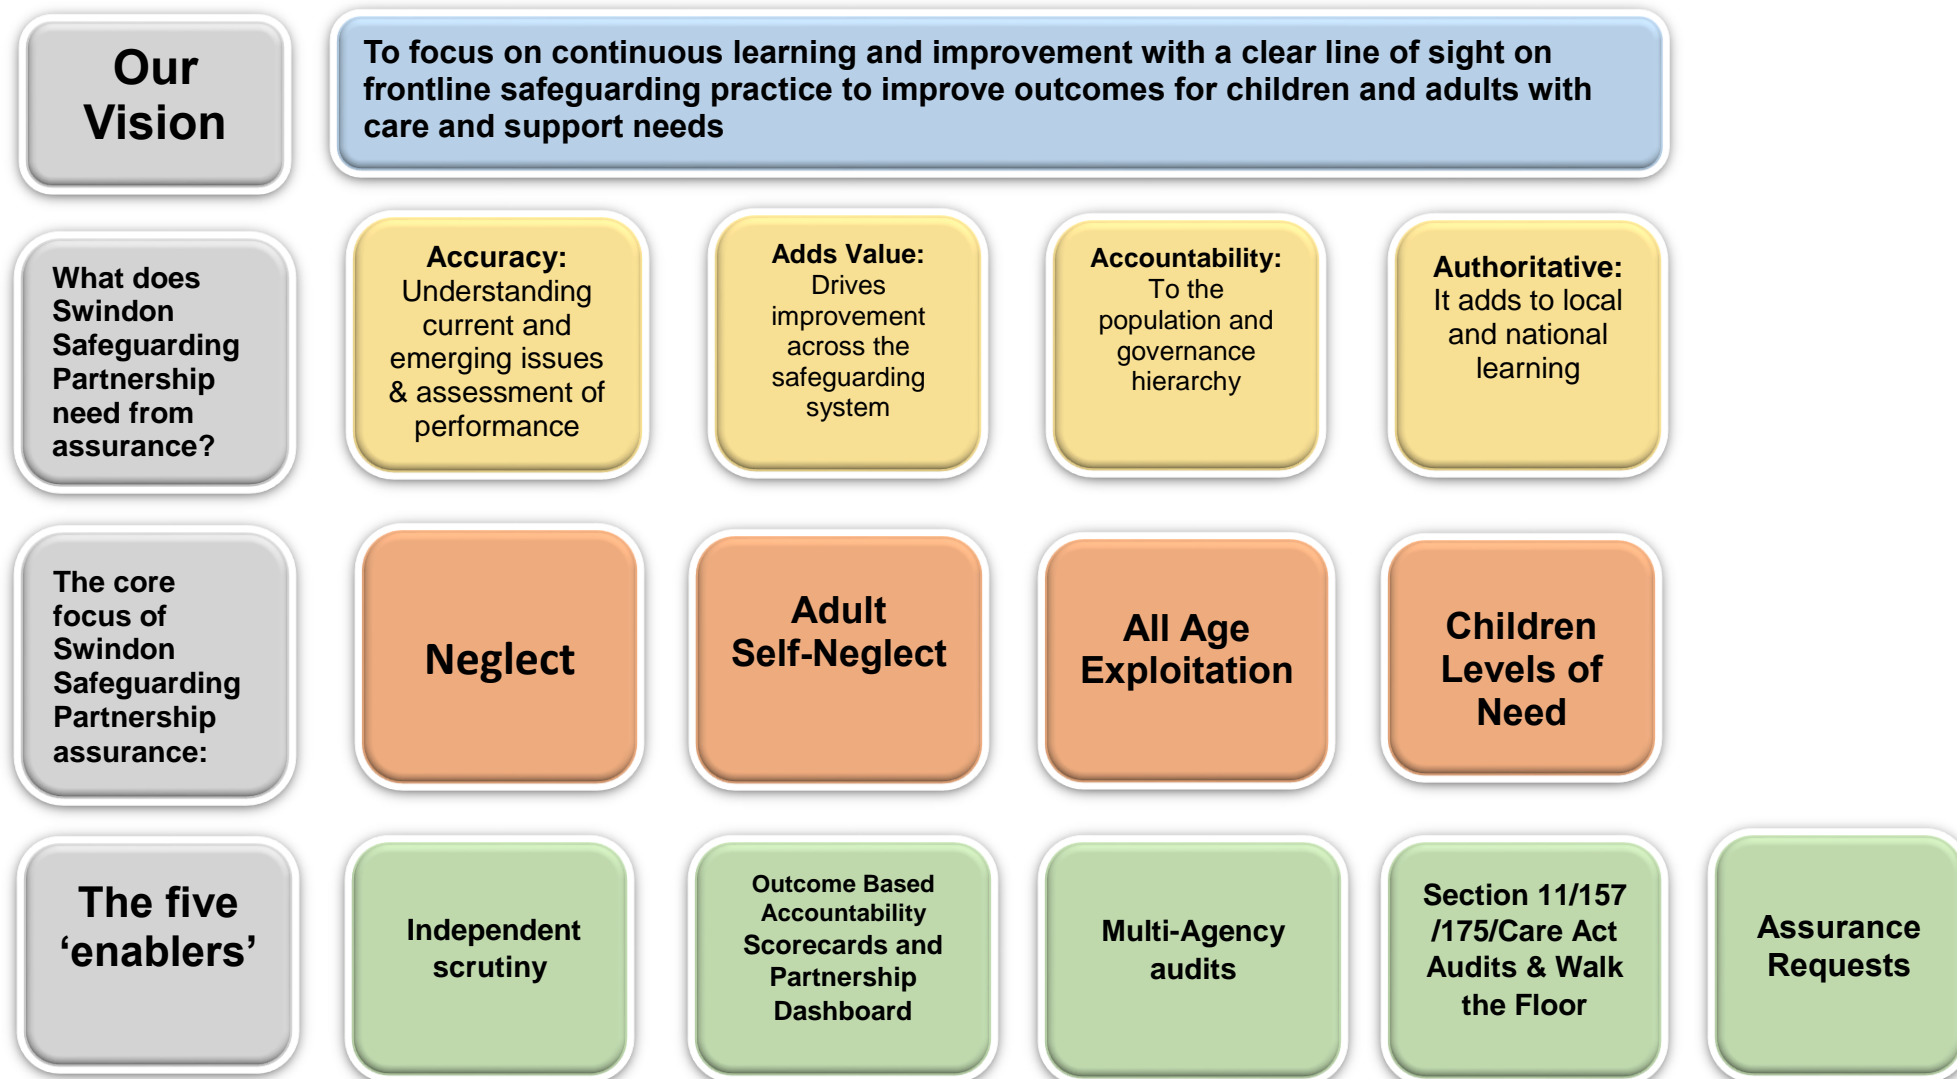 Our
Vision
To focus on continuous learning and improvement with a clear line of sight on
frontline safeguarding practice to improve outcomes for children and adults with
care and support needs
What does
Swindon
Safeguarding
Partnership
need from
assurance?
Accuracy:
Understanding
current and
emerging issues
& assessment of
performance
Adds Value:
Drives
improvement
across the
safeguarding
system
Accountability:
To the
population and
governance
hierarchy
Authoritative:
It adds to local
and national
learning
The core
focus of
Swindon
Safeguarding
Partnership
assurance:
Neglect
Adult
Self-Neglect
All Age
Exploitation
Children
Levels of
Need
The five
‘enablers’
Independent
scrutiny
Outcome Based
Accountability
Scorecards and
Partnership
Dashboard
Multi-Agency
audits
Section 11/157
/175/Care Act
Audits & Walk
the Floor
Assurance
Requests